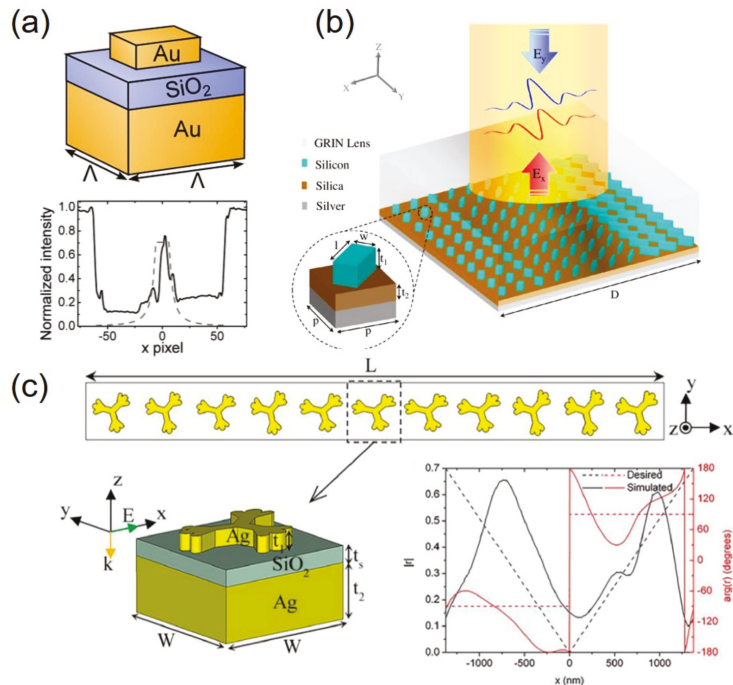 (a)
Au
SiO2
Au
Λ
Λ
Normalized intensity
1.0
0.8
0.6
0.4
0.2
0.0
-50
0
50
x pixel
(b)
Z
X
Y
Ey
Ex
GRIN Lens
Silicon
Silica
Silver
l
w
t1
t2
p
p
D
(c)
L
y
z
x
z
y
E
x
k
Ag
t1
SiO2
ts
Ag
t2
W
W
0.7
0.6
0.5
0.4
0.3
0.2
0.1
0.0
|r|
Desired
Simulated
180
120
60
0
-60
-120
-180
arg(r) (degrees)
-1000
-500
0
500
1000
x (nm)